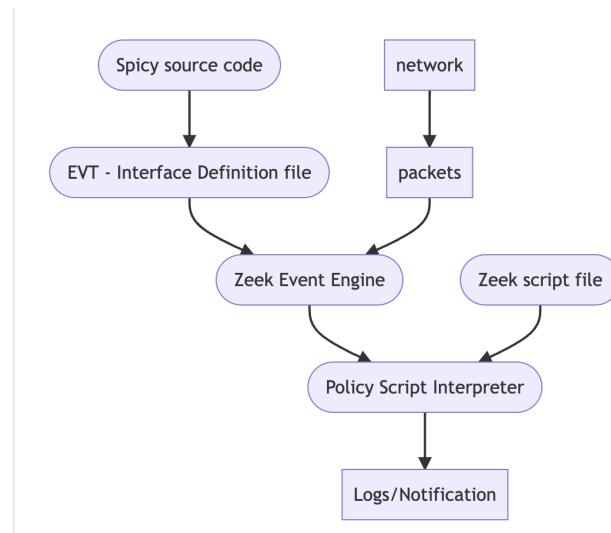 Spicy source code
network
EVT - Interface Definition file
packets
Zeek Event Engine
Zeek script file
Policy Script Interpreter
Logs/Notification